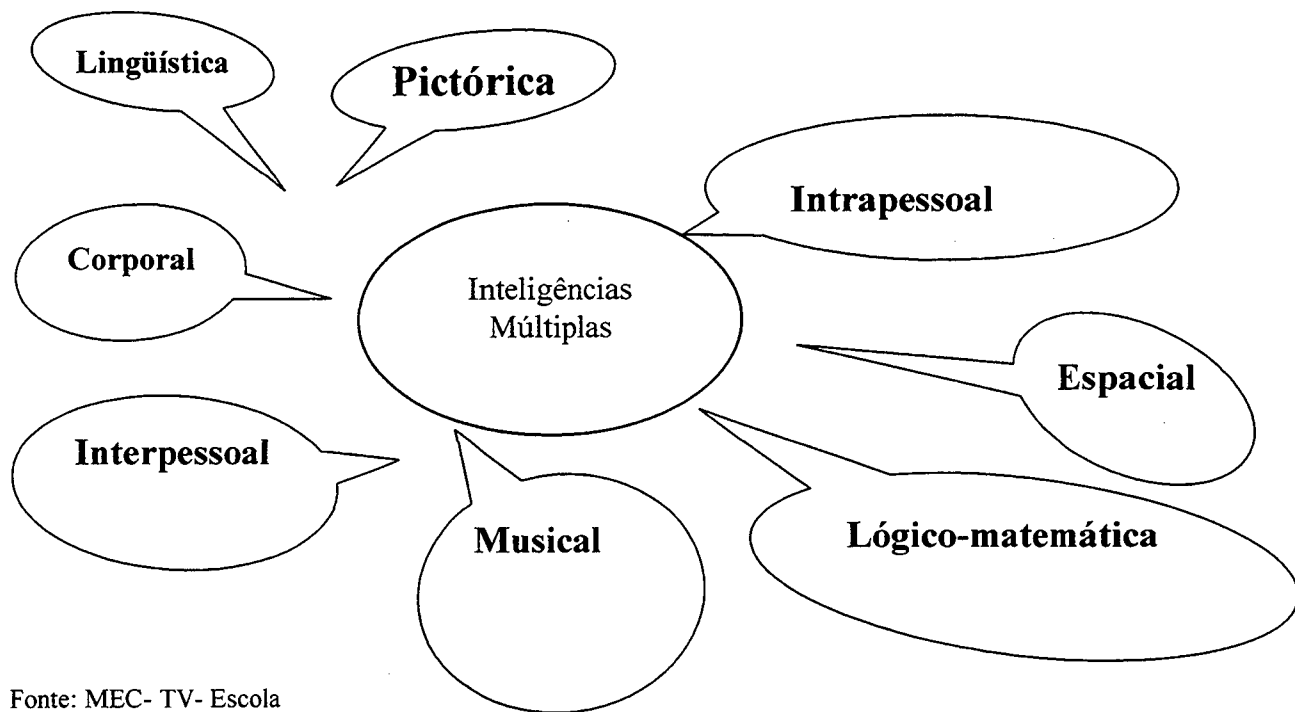 Lingüística
Pictórica
Intrapessoal
Corporal
Inteligências
Múltiplas
Espacial
Interpessoal
Musical
Lógico-matemática
Fonte: MEC- TV- Escola